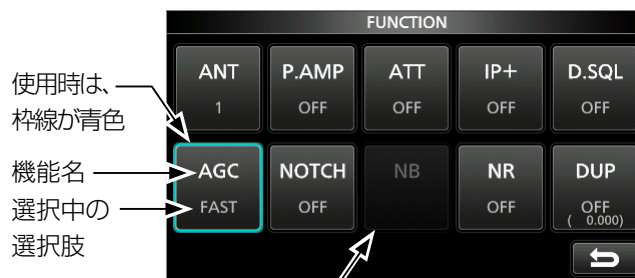 FUNCTION
ANT
1
P.AMP
OFF
ATT
OFF
IP+
OFF
D.SQL
OFF
使用時は、
枠線が青色
機能名
選択中の
選択肢
AGC
FAST
NOTCH
OFF
NB
NR
OFF
DUP
OFF
( 0.000)